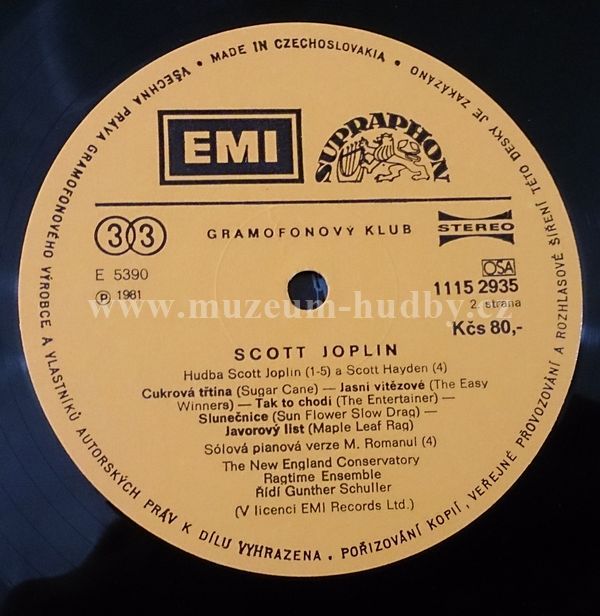 VŠECHNA PRÁVA GRAMOFONOVÉHO VÝROBCE A VLASTNÍKŮ AUTORSKÝCH PRÁV K DÍLU VYHRAZENA. POŘIZOVÁNÍ KOPIÍ, VEŘEJNÉ PROVOZOVÁNÍ A ROZHLASOVÉ ŠÍŘENÍ TÉTO DESKY JE ZAKÁZÁNO
• MADE IN CZECHOSLOVAKIA •
EMI
SUPRAPHON
33
GRAMOFONOVÝ KLUB
STEREO
E 5390
Ⓟ 1981
OSA
1115 2935
2. strana
www.muzeum-hudby.cz
Kčs 80,-
SCOTT JOPLIN
Hudba Scott Joplin (1-5) a Scott Hayden (4)
Cukrová třtina (Sugar Cane) — Jasní vítězové (The Easy
Winners) — Tak to chodí (The Entertainer) —
Slunečnice (Sun Flower Slow Drag) —
Javorový list (Maple Leaf Rag)
Sólová pianová verze M. Romanul (4)
The New England Conservatory
Ragtime Ensemble
Řídí Gunther Schuller
(V licenci EMI Records Ltd.)